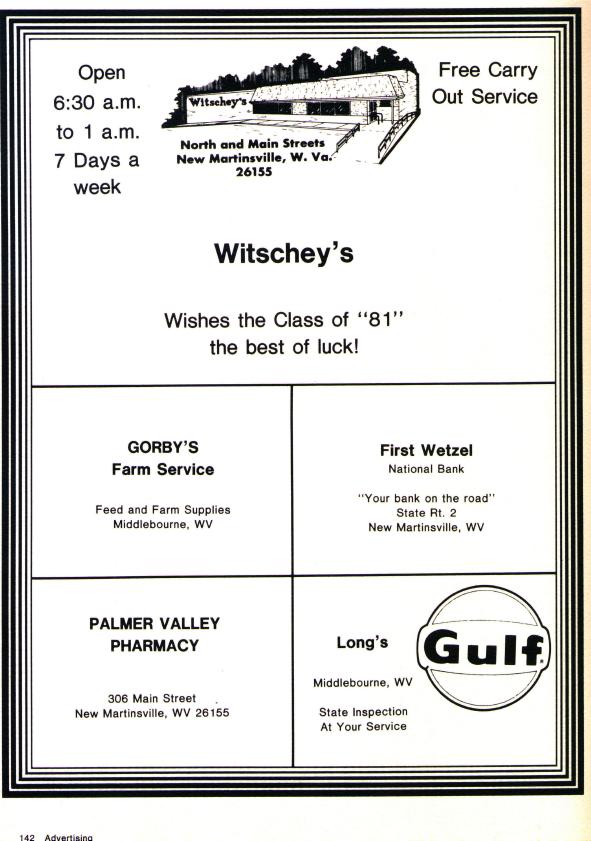 Open
6:30 a.m.
to 1 a.m.
7 Days a
week
Witschey's
North and Main Streets
New Martinsville, W. Va.
26155
Free Carry
Out Service
Witschey's
Wishes the Class of "81"
the best of luck!
GORBY'S
Farm Service
Feed and Farm Supplies
Middlebourne, WV
First Wetzel
National Bank
"Your bank on the road"
State Rt. 2
New Martinsville, WV
PALMER VALLEY
PHARMACY
306 Main Street
New Martinsville, WV 26155
Long's
Middlebourne, WV
State Inspection
At Your Service
Gulf
142 Advertising